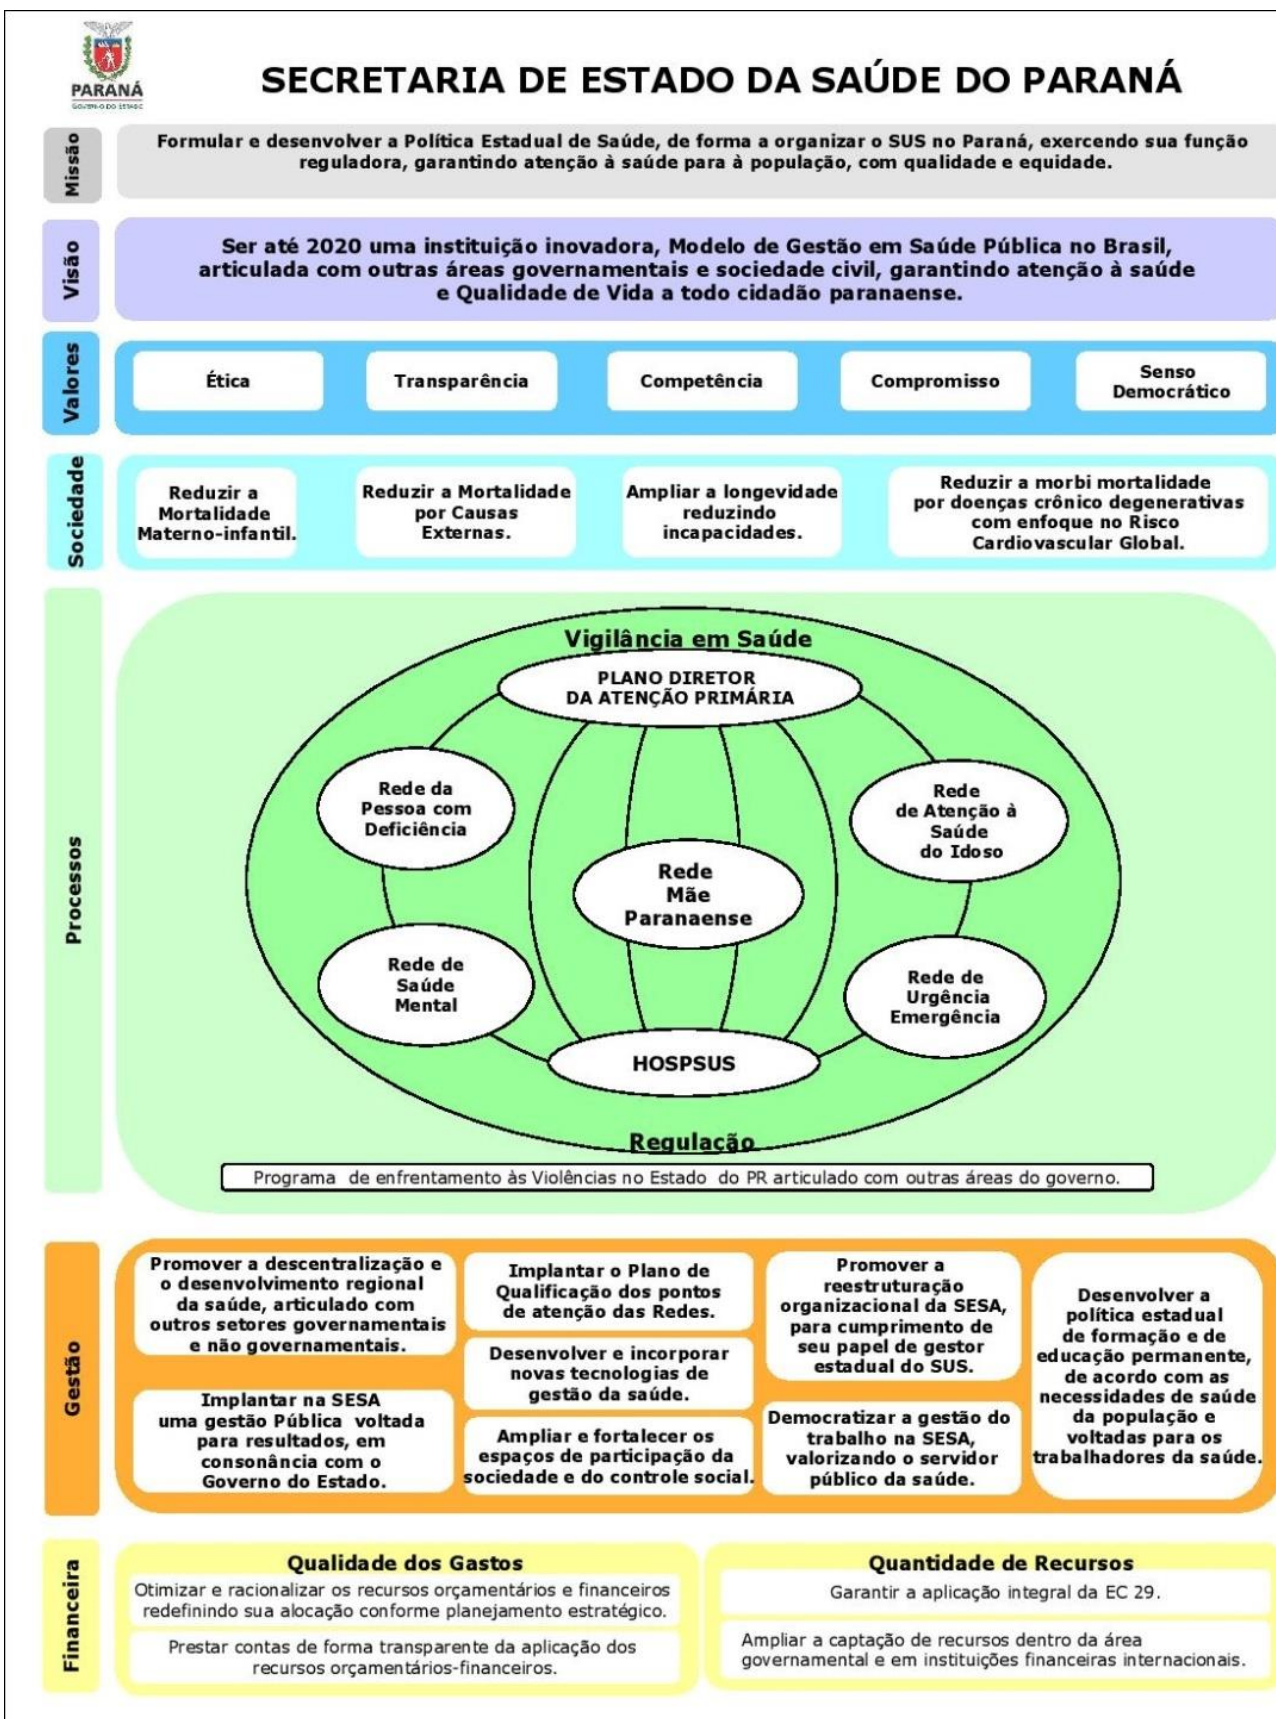 PARANÁ
GOVERNO DO ESTADO
SECRETARIA DE ESTADO DA SAÚDE DO PARANÁ
Missão
Formular e desenvolver a Política Estadual de Saúde, de forma a organizar o SUS no Paraná, exercendo sua função
reguladora, garantindo atenção à saúde para à população, com qualidade e equidade.
Visão
Ser até 2020 uma instituição inovadora, Modelo de Gestão em Saúde Pública no Brasil,
articulada com outras áreas governamentais e sociedade civil, garantindo atenção à saúde
e Qualidade de Vida a todo cidadão paranaense.
Valores
Ética
Transparência
Competência
Compromisso
Senso
Democrático
Sociedade
Reduzir a
Mortalidade
Materno-infantil.
Reduzir a Mortalidade
por Causas
Externas.
Ampliar a longevidade
reduzindo
incapacidades.
Reduzir a morbi mortalidade
por doenças crônico degenerativas
com enfoque no Risco
Cardiovascular Global.
Processos
Vigilância em Saúde
PLANO DIRETOR
DA ATENÇÃO PRIMÁRIA
Rede da
Pessoa com
Deficiência
Rede
de Atenção à
Saúde
do Idoso
Rede
Mãe
Paranaense
Rede de
Saúde
Mental
Rede de
Urgência
Emergência
HOSPSUS
Regulação
Programa de enfrentamento às Violências no Estado do PR articulado com outras áreas do governo.
Gestão
Promover a descentralização e
o desenvolvimento regional
da saúde, articulado com
outros setores governamentais
e não governamentais.
Implantar na SESA
uma gestão Pública voltada
para resultados, em
consonância com o
Governo do Estado.
Implantar o Plano de
Qualificação dos pontos
de atenção das Redes.
Desenvolver e incorporar
novas tecnologias de
gestão da saúde.
Ampliar e fortalecer os
espaços de participação da
sociedade e do controle social.
Promover a
reestruturação
organizacional da SESA,
para cumprimento de
seu papel de gestor
estadual do SUS.
Democratizar a gestão do
trabalho na SESA,
valorizando o servidor
público da saúde.
Desenvolver a
política estadual
de formação e de
educação permanente,
de acordo com as
necessidades de saúde
da população e
voltadas para os
trabalhadores da saúde.
Financeira
Qualidade dos Gastos
Otimizar e racionalizar os recursos orçamentários e financeiros
redefinindo sua alocação conforme planejamento estratégico.
Prestar contas de forma transparente da aplicação dos
recursos orçamentários-financeiros.
Quantidade de Recursos
Garantir a aplicação integral da EC 29.
Ampliar a captação de recursos dentro da área
governamental e em instituições financeiras internacionais.